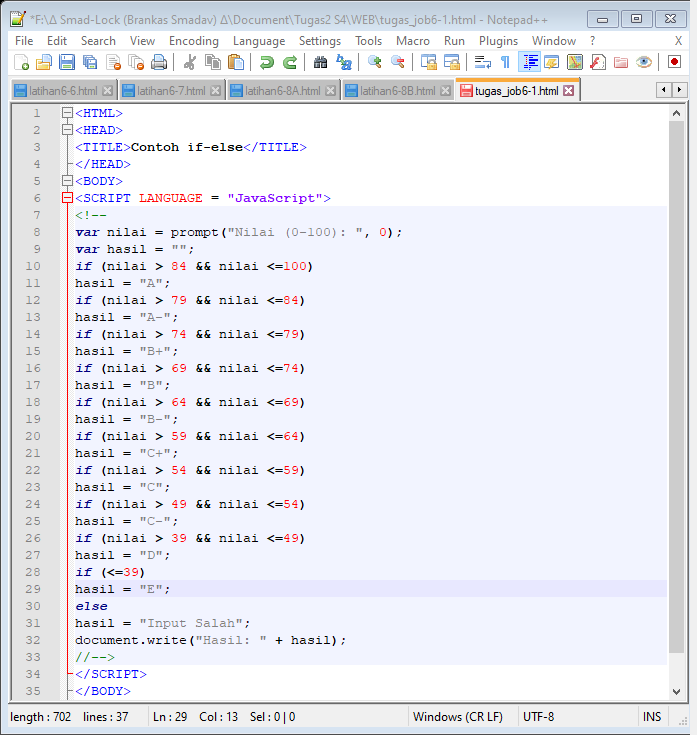 *F:\Δ Smad-Lock (Brankas Smadav) Δ\Document\Tugas2 S4\WEB\tugas_job6-1.html - Notepad++
File Edit Search View Encoding Language Settings Tools Macro Run Plugins Window ? X
latihan6-6.html latihan6-7.html latihan6-8A.html latihan6-8B.html tugas_job6-1.html
1 <HTML>
2 <HEAD>
3 <TITLE>Contoh if-else</TITLE>
4 </HEAD>
5 <BODY>
6 <SCRIPT LANGUAGE = "JavaScript">
7 <!--
8 var nilai = prompt("Nilai (0-100): ", 0);
9 var hasil = "";
10 if (nilai > 84 && nilai <=100)
11 hasil = "A";
12 if (nilai > 79 && nilai <=84)
13 hasil = "A-";
14 if (nilai > 74 && nilai <=79)
15 hasil = "B+";
16 if (nilai > 69 && nilai <=74)
17 hasil = "B";
18 if (nilai > 64 && nilai <=69)
19 hasil = "B-";
20 if (nilai > 59 && nilai <=64)
21 hasil = "C+";
22 if (nilai > 54 && nilai <=59)
23 hasil = "C";
24 if (nilai > 49 && nilai <=54)
25 hasil = "C-";
26 if (nilai > 39 && nilai <=49)
27 hasil = "D";
28 if (<=39)
29 hasil = "E";
30 else
31 hasil = "Input Salah";
32 document.write("Hasil: " + hasil);
33 //-->
34 </SCRIPT>
35 </BODY>
length : 702 lines : 37 Ln : 29 Col : 13 Sel : 0 | 0 Windows (CR LF) UTF-8 INS